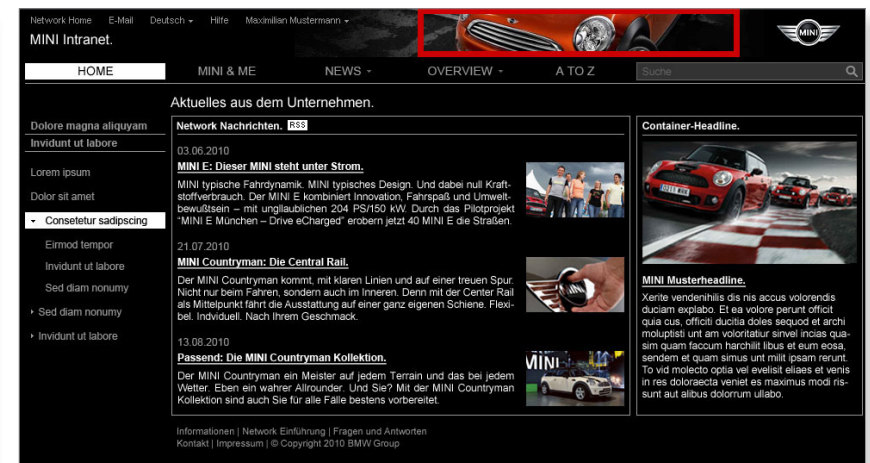 Network Home E-Mail Deutsch Hilfe Maximilian Mustermann
MINI Intranet.
MINI
HOME MINI & ME NEWS OVERVIEW A TO Z Suche
Aktuelles aus dem Unternehmen.
Dolore magna aliquyam
Invidunt ut labore
Lorem ipsum
Dolor sit amet
Consetetur sadipscing
Eirmod tempor
Invidunt ut labore
Sed diam nonumy
Sed diam nonumy
Invidunt ut labore
Network Nachrichten. RSS
03.06.2010
MINI E: Dieser MINI steht unter Strom.
MINI typische Fahrdynamik. MINI typisches Design. Und dabei null Kraft-
stoffverbrauch. Der MINI E kombiniert Innovation, Fahrspaß und Umwelt-
bewußtsein – mit unglaublichen 204 PS/150 kW. Durch das Pilotprojekt
“MINI E München – Drive eCharged” erobern jetzt 40 MINI E die Straßen.
21.07.2010
MINI Countryman: Die Central Rail.
Der MINI Countryman kommt, mit klaren Linien und auf einer treuen Spur.
Nicht nur beim Fahren, sondern auch im Inneren. Denn mit der Center Rail
als Mittelpunkt fährt die Ausstattung auf einer ganz eigenen Schiene. Flexi-
bel. Indviduell. Nach Ihrem Geschmack.
13.08.2010
Passend: Die MINI Countryman Kollektion.
Der MINI Countryman ein Meister auf jedem Terrain und das bei jedem
Wetter. Eben ein wahrer Allrounder. Und Sie? Mit der MINI Countryman
Kollektion sind auch Sie für alle Fälle bestens vorbereitet.
MINI
Container-Headline.
MINI Musterheadline.
Xerite vendenihilis dis nis accus volorendis
duciam explabo. Et ea volore perunt officit
quia cus, officiti ducitia doles sequod et archi
moluptisti unt am voloritatiur sinvel incias qua-
sim quam faccum harchilit libus et eum eosa,
sendem et quam simus unt milit ipsam rerunt.
To vid molecto optia vel evelisit eliaes et venis
in res doloraecta veniet es maximus modi ris-
sunt aut alibus dolorrum ullabo.
Informationen | Network Einführung | Fragen und Antworten
Kontakt | Impressum | © Copyright 2010 BMW Group